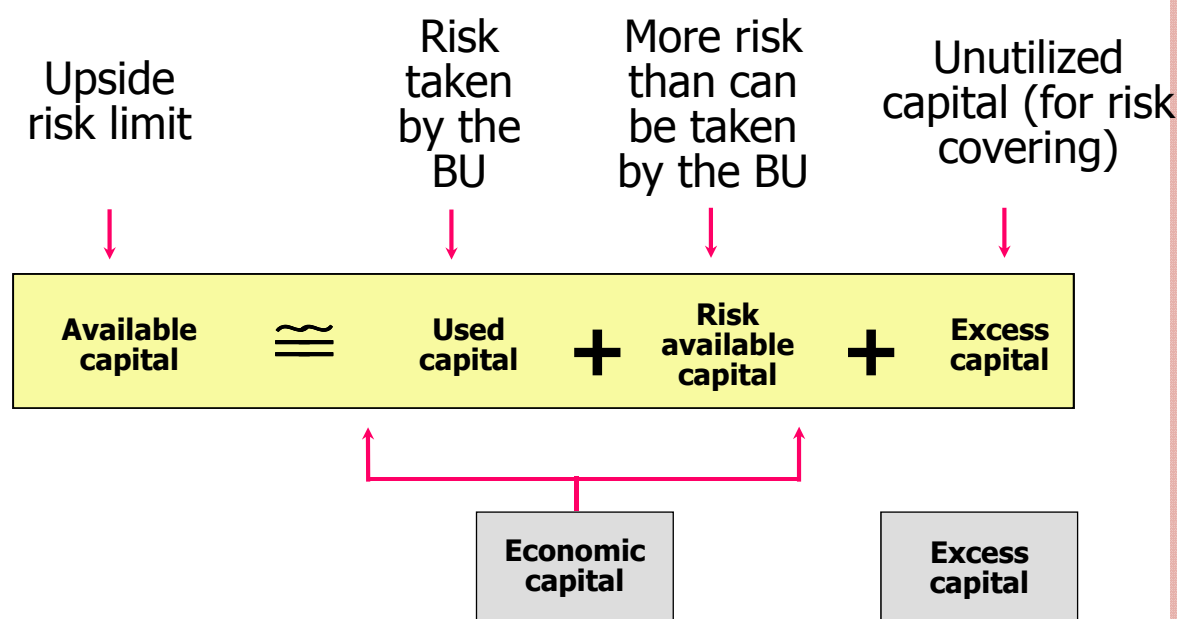 Upside
risk limit
Risk
taken
by the
BU
More risk
than can
be taken
by the BU
Unutilized
capital (for risk
covering)
Available
capital
≅
Used
capital
+
Risk
available
capital
+
Excess
capital
Economic
capital
Excess
capital